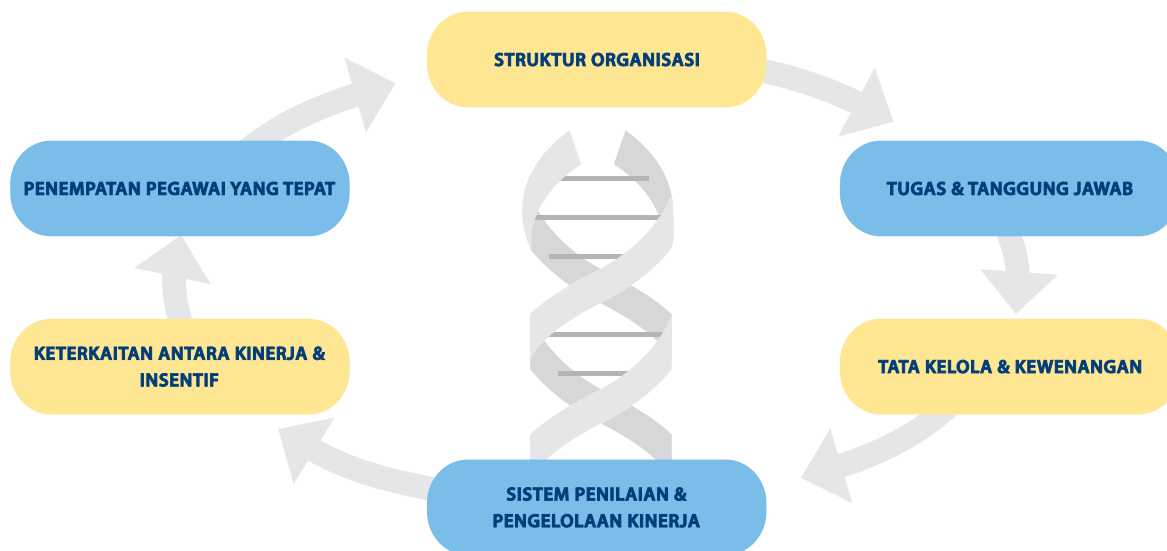 STRUKTUR ORGANISASI
PENEMPATAN PEGAWAI YANG TEPAT
TUGAS & TANGGUNG JAWAB
KETERKAITAN ANTARA KINERJA &
INSENTIF
TATA KELOLA & KEWENANGAN
SISTEM PENILAIAN &
PENGELOLAAN KINERJA